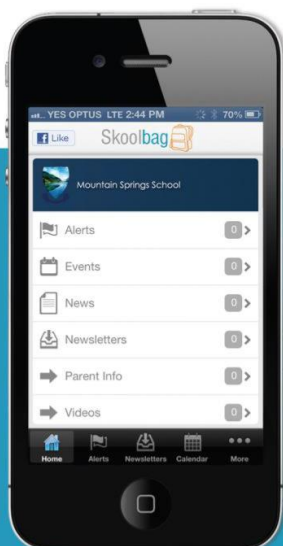 YES OPTUS LTE 2:44 PM 70%
Like Skoolbag
Mountain Springs School
Alerts 0
Events 0
News 0
Newsletters 0
Parent Info 0
Videos 0
Home Alerts Newsletters Calendar More